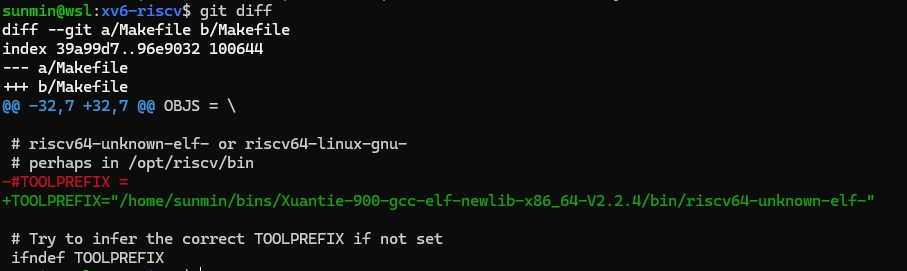 sunmin@wsl:xv6-riscv$ git diff
diff --git a/Makefile b/Makefile
index 39a99d7..96e9032 100644
--- a/Makefile
+++ b/Makefile
@@ -32,7 +32,7 @@ OBJS = \
 # riscv64-unknown-elf- or riscv64-linux-gnu-
 # perhaps in /opt/riscv/bin
-#TOOLPREFIX =
+TOOLPREFIX="/home/sunmin/bins/Xuantie-900-gcc-elf-newlib-x86_64-V2.2.4/bin/riscv64-unknown-elf-"
 # Try to infer the correct TOOLPREFIX if not set
 ifndef TOOLPREFIX